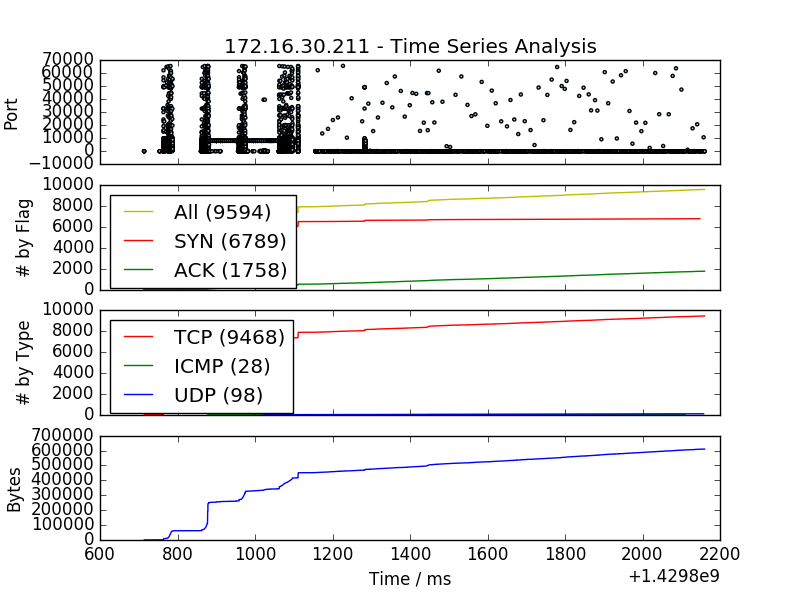 172.16.30.211 - Time Series Analysis
70000
60000
50000
40000
30000
20000
10000
0
−10000
Port
10000
8000
6000
4000
2000
0
# by Flag
All (9594)
SYN (6789)
ACK (1758)
10000
8000
6000
4000
2000
0
# by Type
TCP (9468)
ICMP (28)
UDP (98)
700000
600000
500000
400000
300000
200000
100000
0
Bytes
600 800 1000 1200 1400 1600 1800 2000 2200
Time / ms
+1.4298e9